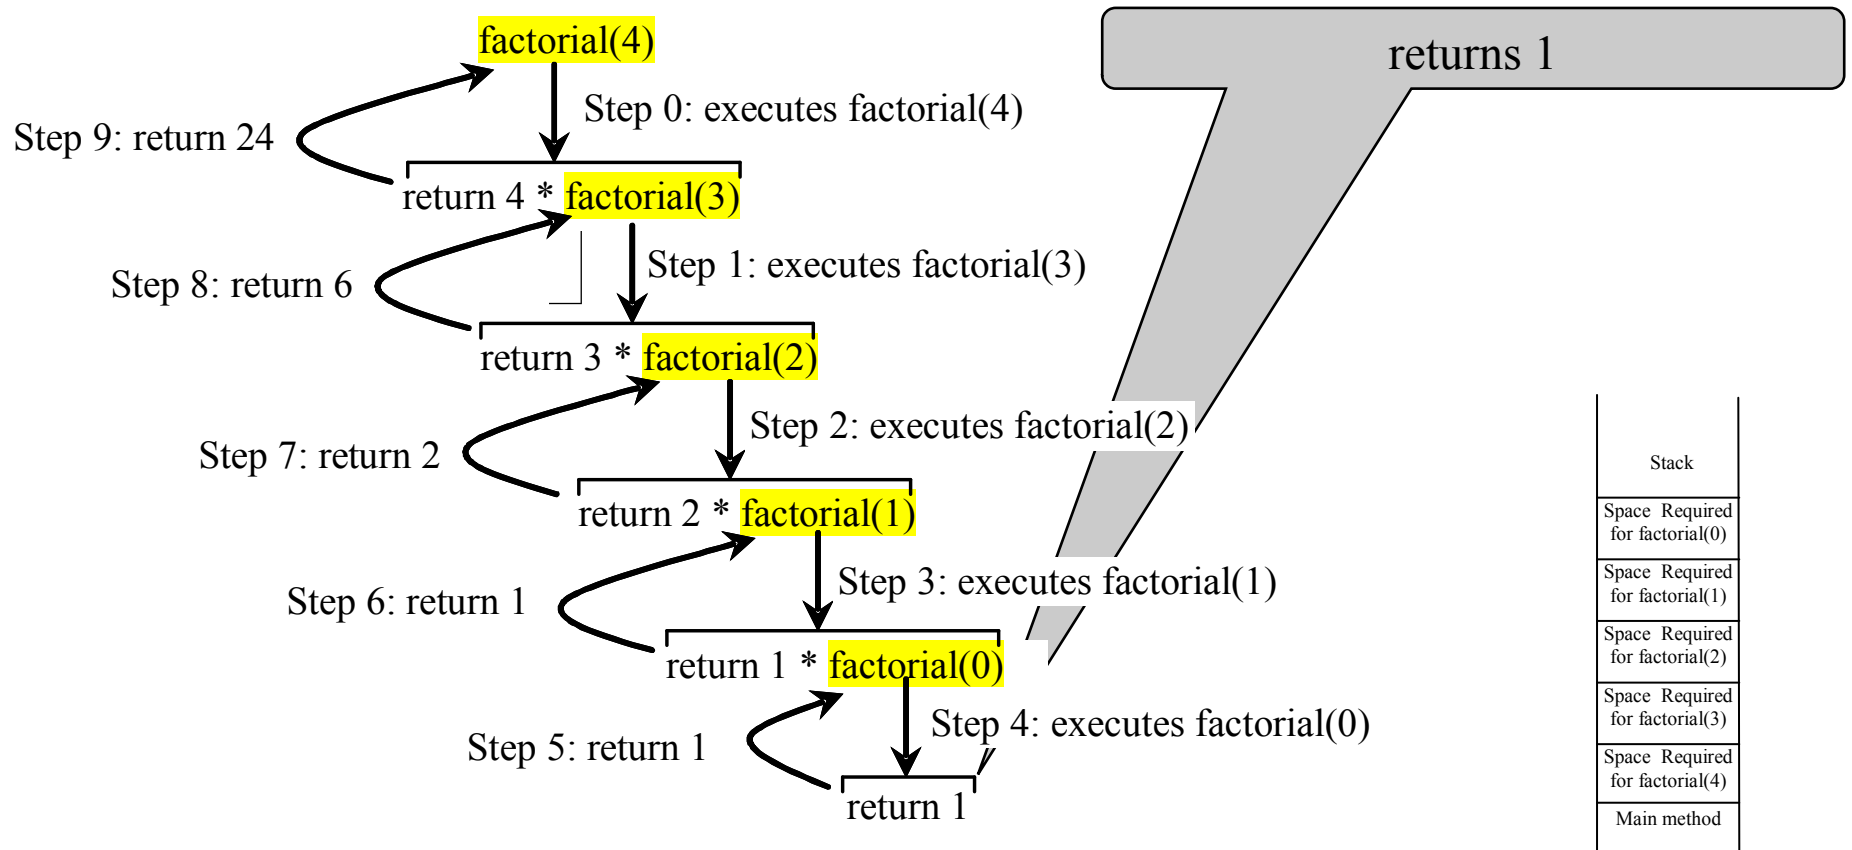 factorial(4)
returns 1
Step 0: executes factorial(4)
Step 9: return 24
return 4 * factorial(3)
Step 1: executes factorial(3)
Step 8: return 6
return 3 * factorial(2)
Step 2: executes factorial(2)
Step 7: return 2
return 2 * factorial(1)
Step 3: executes factorial(1)
Step 6: return 1
return 1 * factorial(0)
Step 4: executes factorial(0)
Step 5: return 1
return 1
Stack
Space Required
for factorial(0)
Space Required
for factorial(1)
Space Required
for factorial(2)
Space Required
for factorial(3)
Space Required
for factorial(4)
Main method